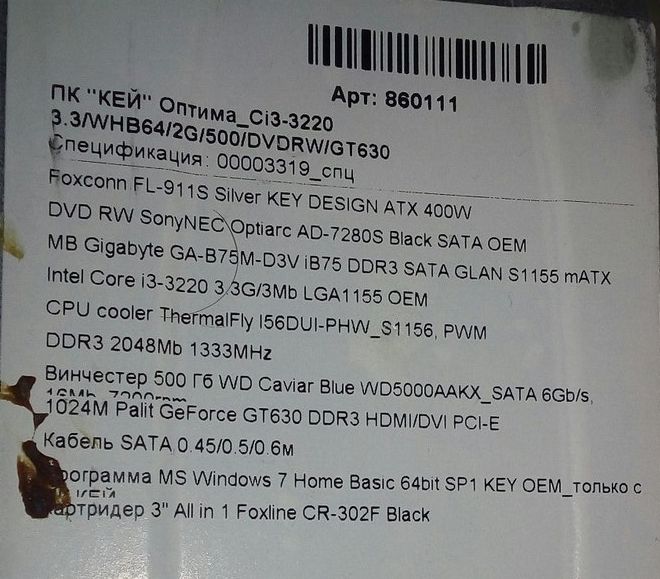 Арт: 860111
ПК "КЕЙ" Оптима_Ci3-3220
3.3/WHB64/2G/500/DVDRW/GT630
Спецификация: 00003319_спц
Foxconn FL-911S Silver KEY DESIGN ATX 400W
DVD RW SonyNEC Optiarc AD-7280S Black SATA OEM
MB Gigabyte GA-B75M-D3V iB75 DDR3 SATA GLAN S1155 mATX
Intel Core i3-3220 3.3G/3Mb LGA1155 OEM
CPU cooler ThermalFly I56DUI-PHW_S1156, PWM
DDR3 2048Mb 1333MHz
Винчестер 500 Гб WD Caviar Blue WD5000AAKX_SATA 6Gb/s,
16Mb, 7200rpm
1024M Palit GeForce GT630 DDR3 HDMI/DVI PCI-E
Кабель SATA 0.45/0.5/0.6м
рограмма MS Windows 7 Home Basic 64bit SP1 KEY OEM_только с
КЕЙ
артридер 3" All in 1 Foxline CR-302F Black